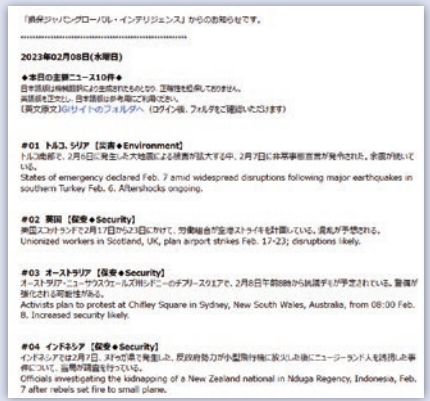 「損保ジャパングローバル・インテリジェンス」からのお知らせです。
2023年02月08日(水曜日)
◆本日の主要ニュース10件◆
日本語版は機械翻訳により生成されたものとなり、正確性を担保しておりません。
英語版を正文とし、日本語版は参考用にご利用ください。
【英文原文】GIサイトのフォルダへ (ログイン後、フォルダをご確認いただけます)
#01 トルコ、シリア 【災害◆Environment】
トルコ南部で、2月6日に発生した大地震による被害が拡大する中、2月7日に非常事態宣言が発令された。余震が続いて
いる。
States of emergency declared Feb. 7 amid widespread disruptions following major earthquakes in
southern Turkey Feb. 6. Aftershocks ongoing.
#02 英国 【保安◆Security】
英国スコットランドで2月17日から23日にかけて、労働組合が空港ストライキを計画している。混乱が予想される。
Unionized workers in Scotland, UK, plan airport strikes Feb. 17-23; disruptions likely.
#03 オーストラリア 【保安◆Security】
オーストラリア・ニューサウスウェールズ州シドニーのチフリースクエアで、2月8日午前8時から抗議デモが予定されている。警備が
強化される可能性がある。
Activists plan to protest at Chifley Square in Sydney, New South Wales, Australia, from 08:00 Feb.
8. Increased security likely.
#04 インドネシア 【保安◆Security】
インドネシアでは2月7日、ヌドゥガ県で発生した、反政府勢力が小型飛行機に放火した後にニュージーランド人を誘拐した事
件について、当局が調査を行っている。
Officials investigating the kidnapping of a New Zealand national in Nduga Regency, Indonesia, Feb.
7 after rebels set fire to small plane.